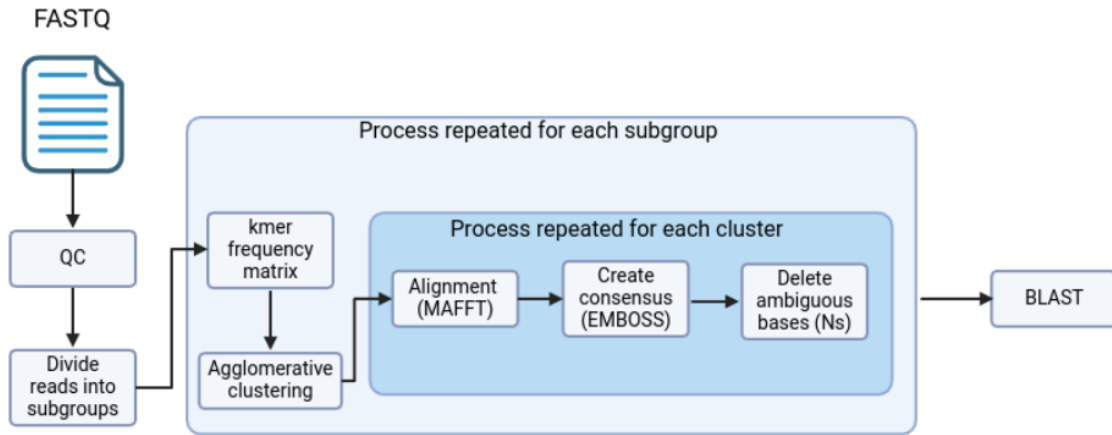 FASTQ
QC
Divide
reads into
subgroups
Process repeated for each subgroup
kmer
frequency
matrix
Agglomerative
clustering
Process repeated for each cluster
Alignment
(MAFFT)
Create
consensus
(EMBOSS)
Delete
ambiguous
bases (Ns)
BLAST